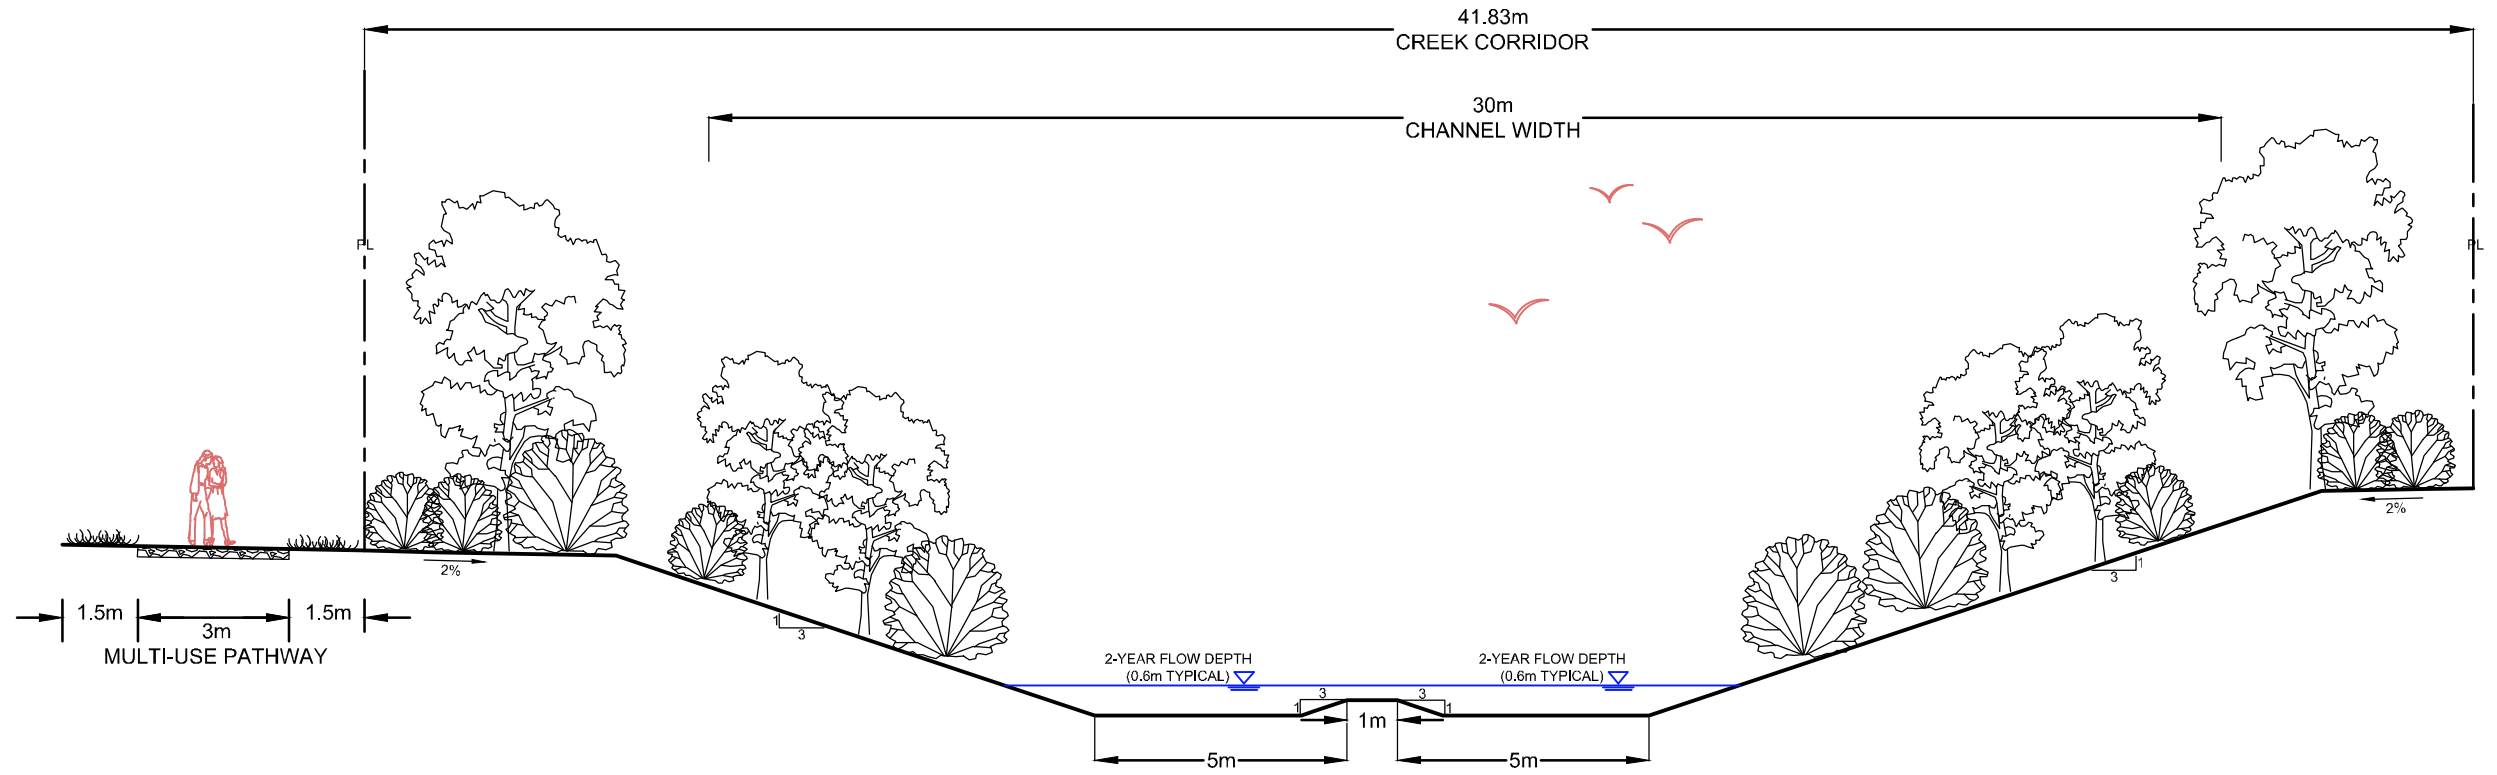 41.83m
CREEK CORRIDOR
30m
CHANNEL WIDTH
PL
PL
2%
2%
1.5m
3m
1.5m
MULTI-USE PATHWAY
1
3
3
1
2-YEAR FLOW DEPTH
(0.6m TYPICAL)
2-YEAR FLOW DEPTH
(0.6m TYPICAL)
3
1
3
1
1m
5m
5m